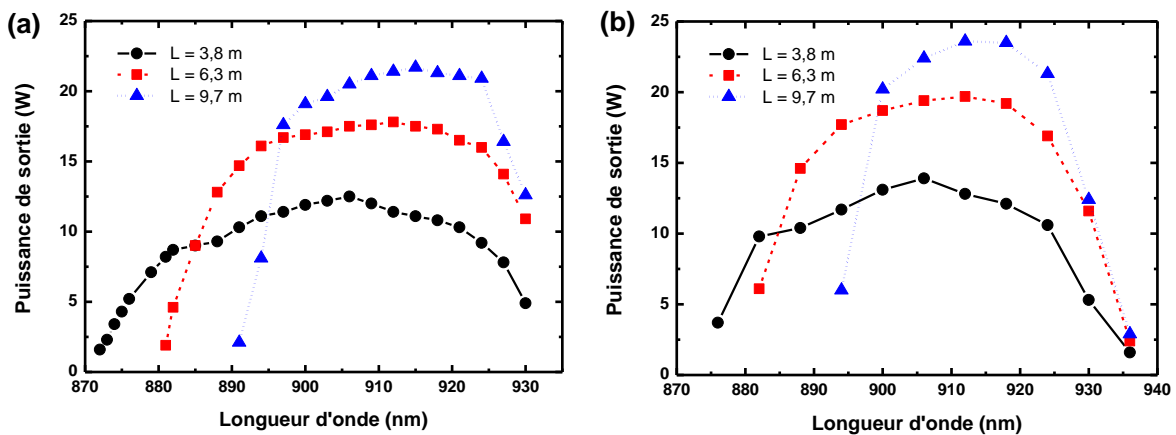 (a)
25
20
15
10
5
0
Puissance de sortie (W)
L = 3,8 m
L = 6,3 m
L = 9,7 m
870 880 890 900 910 920 930
Longueur d'onde (nm)
(b)
25
20
15
10
5
0
Puissance de sortie (W)
L = 3,8 m
L = 6,3 m
L = 9,7 m
870 880 890 900 910 920 930 940
Longueur d'onde (nm)